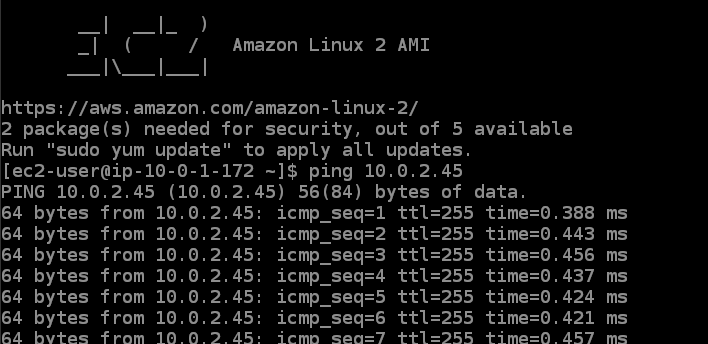 __|  __|_  )
_|  (     /   Amazon Linux 2 AMI
___|\___|___|
https://aws.amazon.com/amazon-linux-2/
2 package(s) needed for security, out of 5 available
Run "sudo yum update" to apply all updates.
[ec2-user@ip-10-0-1-172 ~]$ ping 10.0.2.45
PING 10.0.2.45 (10.0.2.45) 56(84) bytes of data.
64 bytes from 10.0.2.45: icmp_seq=1 ttl=255 time=0.388 ms
64 bytes from 10.0.2.45: icmp_seq=2 ttl=255 time=0.443 ms
64 bytes from 10.0.2.45: icmp_seq=3 ttl=255 time=0.456 ms
64 bytes from 10.0.2.45: icmp_seq=4 ttl=255 time=0.437 ms
64 bytes from 10.0.2.45: icmp_seq=5 ttl=255 time=0.424 ms
64 bytes from 10.0.2.45: icmp_seq=6 ttl=255 time=0.421 ms
64 bytes from 10.0.2.45: icmp_seq=7 ttl=255 time=0.457 ms